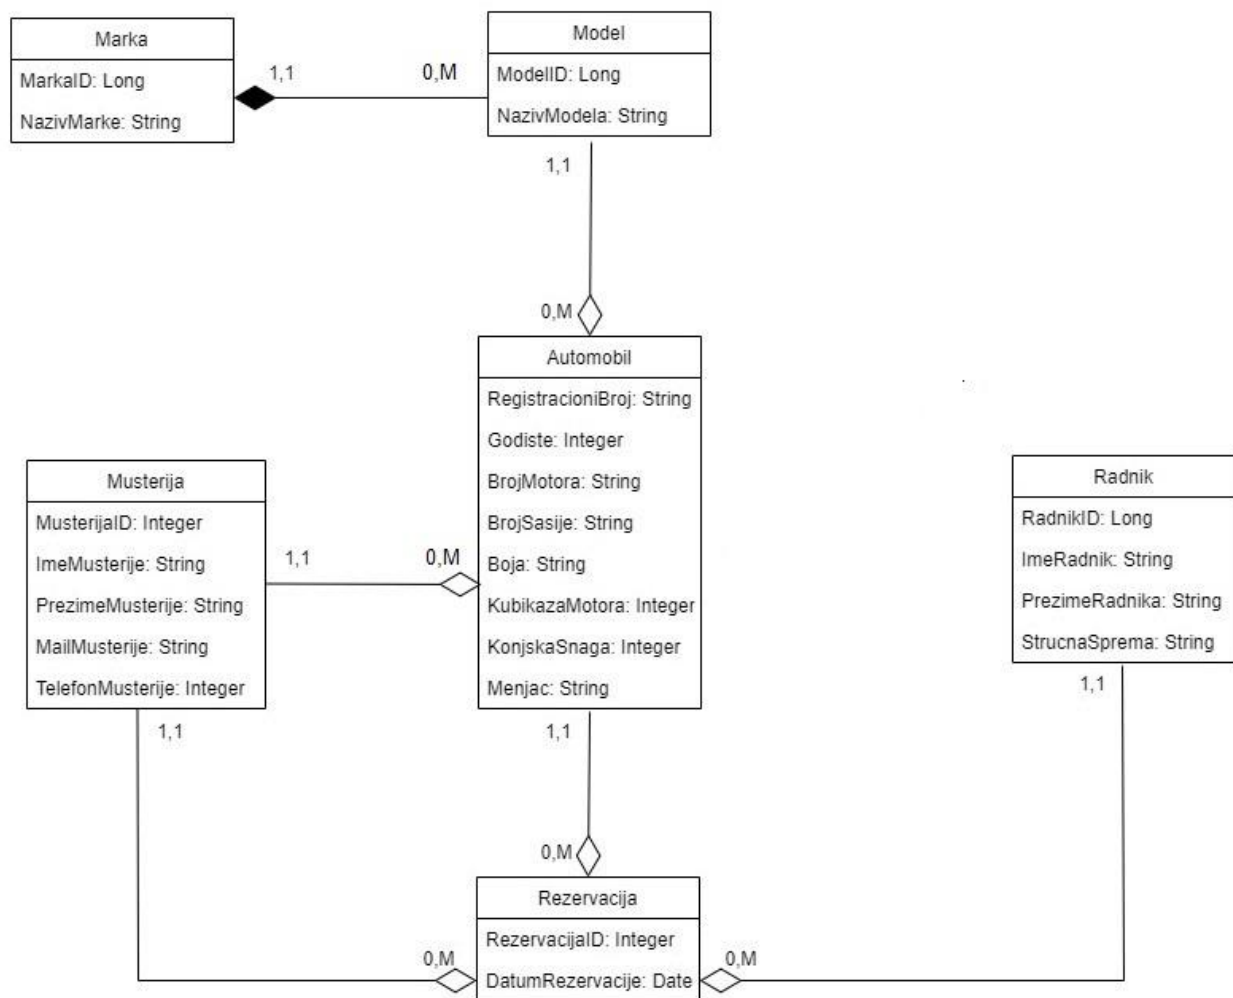 Marka
MarkaID: Long
NazivMarke: String
1,1
0,M
Model
ModelID: Long
NazivModela: String
1,1
0,M
Automobil
RegistracioniBroj: String
Godiste: Integer
BrojMotora: String
BrojSasije: String
Boja: String
KubikazaMotora: Integer
KonjskaSnaga: Integer
Menjac: String
Musterija
MusterijaID: Integer
ImeMusterije: String
PrezimeMusterije: String
MailMusterije: String
TelefonMusterije: Integer
1,1
0,M
Radnik
RadnikID: Long
ImeRadnik: String
PrezimeRadnika: String
StrucnaSprema: String
1,1
1,1
1,1
0,M
Rezervacija
RezervacijaID: Integer
DatumRezervacije: Date
0,M
0,M